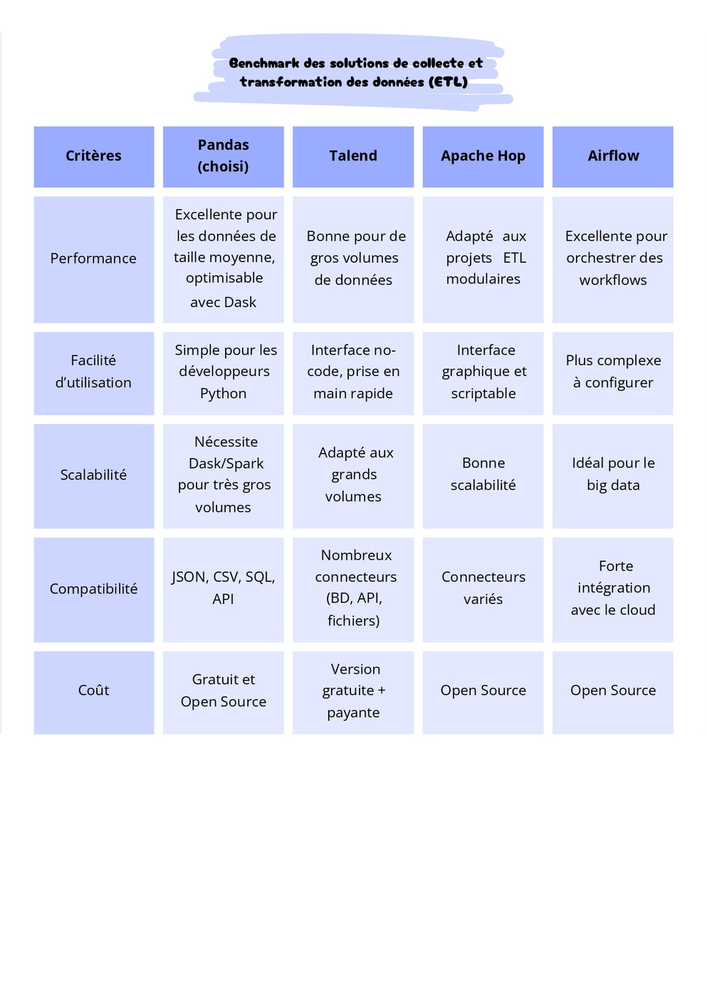 Benchmark des solutions de collecte et
transformation des données (ETL)
Critères
Pandas
(choisi)
Talend
Apache Hop
Airflow
Performance
Excellente pour
les données de
taille moyenne,
optimisable
avec Dask
Bonne pour de
gros volumes
de données
Adapté aux
projets ETL
modulaires
Excellente pour
orchestrer des
workflows
Facilité
d’utilisation
Simple pour les
développeurs
Python
Interface no-
code, prise en
main rapide
Interface
graphique et
scriptable
Plus complexe
à configurer
Scalabilité
Nécessite
Dask/Spark
pour très gros
volumes
Adapté aux
grands
volumes
Bonne
scalabilité
Idéal pour le
big data
Compatibilité
JSON, CSV, SQL,
API
Nombreux
connecteurs
(BD, API,
fichiers)
Connecteurs
variés
Forte
intégration
avec le cloud
Coût
Gratuit et
Open Source
Version
gratuite +
payante
Open Source
Open Source